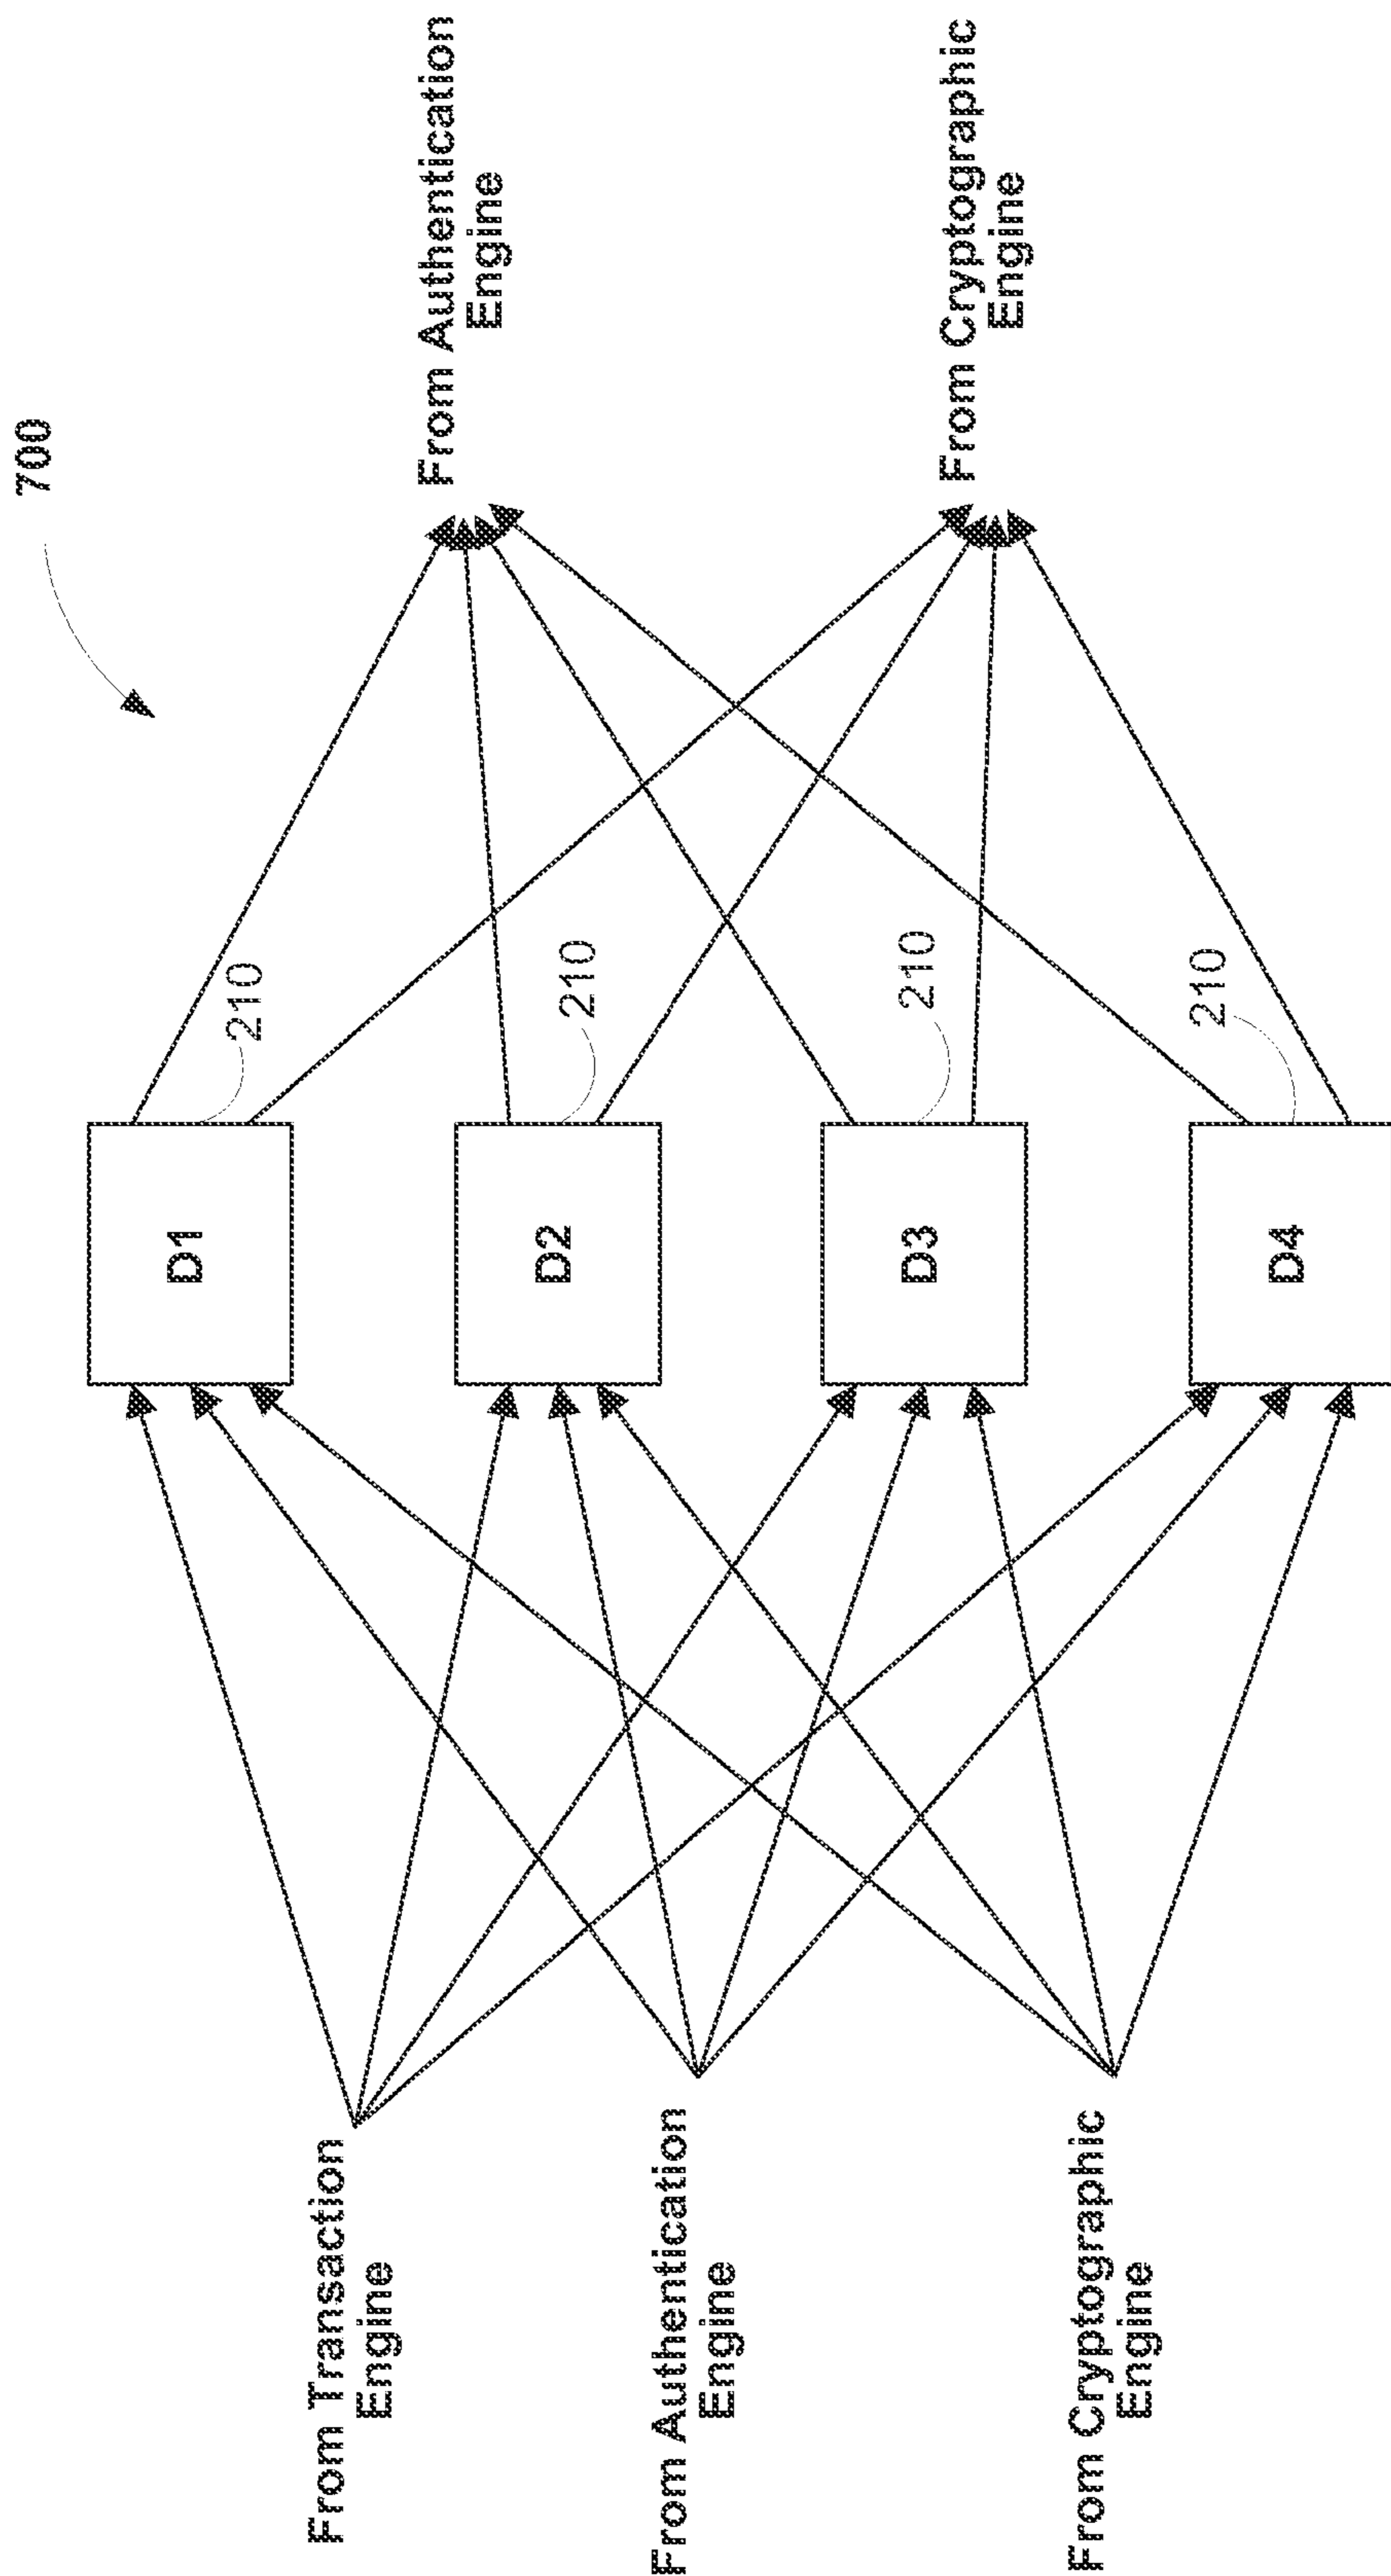 700
From Transaction
Engine
From Authentication
Engine
From Cryptographic
Engine
D1
210
D2
210
D3
210
D4
210
From Authentication
Engine
From Cryptographic
Engine